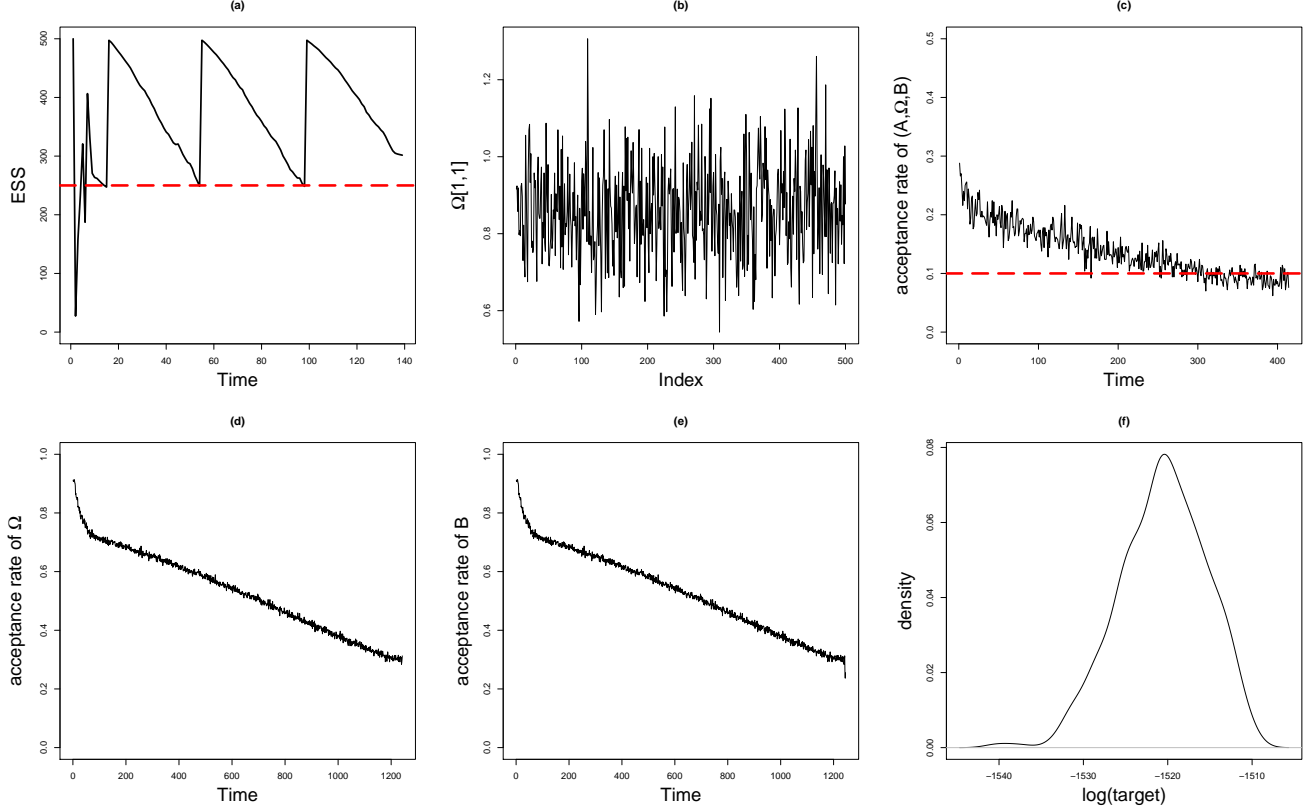 (a)
ESS
0 100 200 300 400 500
0 20 40 60 80 100 120 140
Time
(b)
Ω[1,1]
0.6 0.8 1.0 1.2
0 100 200 300 400 500
Index
(c)
acceptance rate of (A,Ω,B)
0.0 0.1 0.2 0.3 0.4 0.5
0 100 200 300 400
Time
(d)
acceptance rate of Ω
0.0 0.2 0.4 0.6 0.8 1.0
0 200 400 600 800 1000 1200
Time
(e)
acceptance rate of B
0.0 0.2 0.4 0.6 0.8 1.0
0 200 400 600 800 1000 1200
Time
(f)
density
0.00 0.02 0.04 0.06 0.08
−1540 −1530 −1520 −1510
log(target)